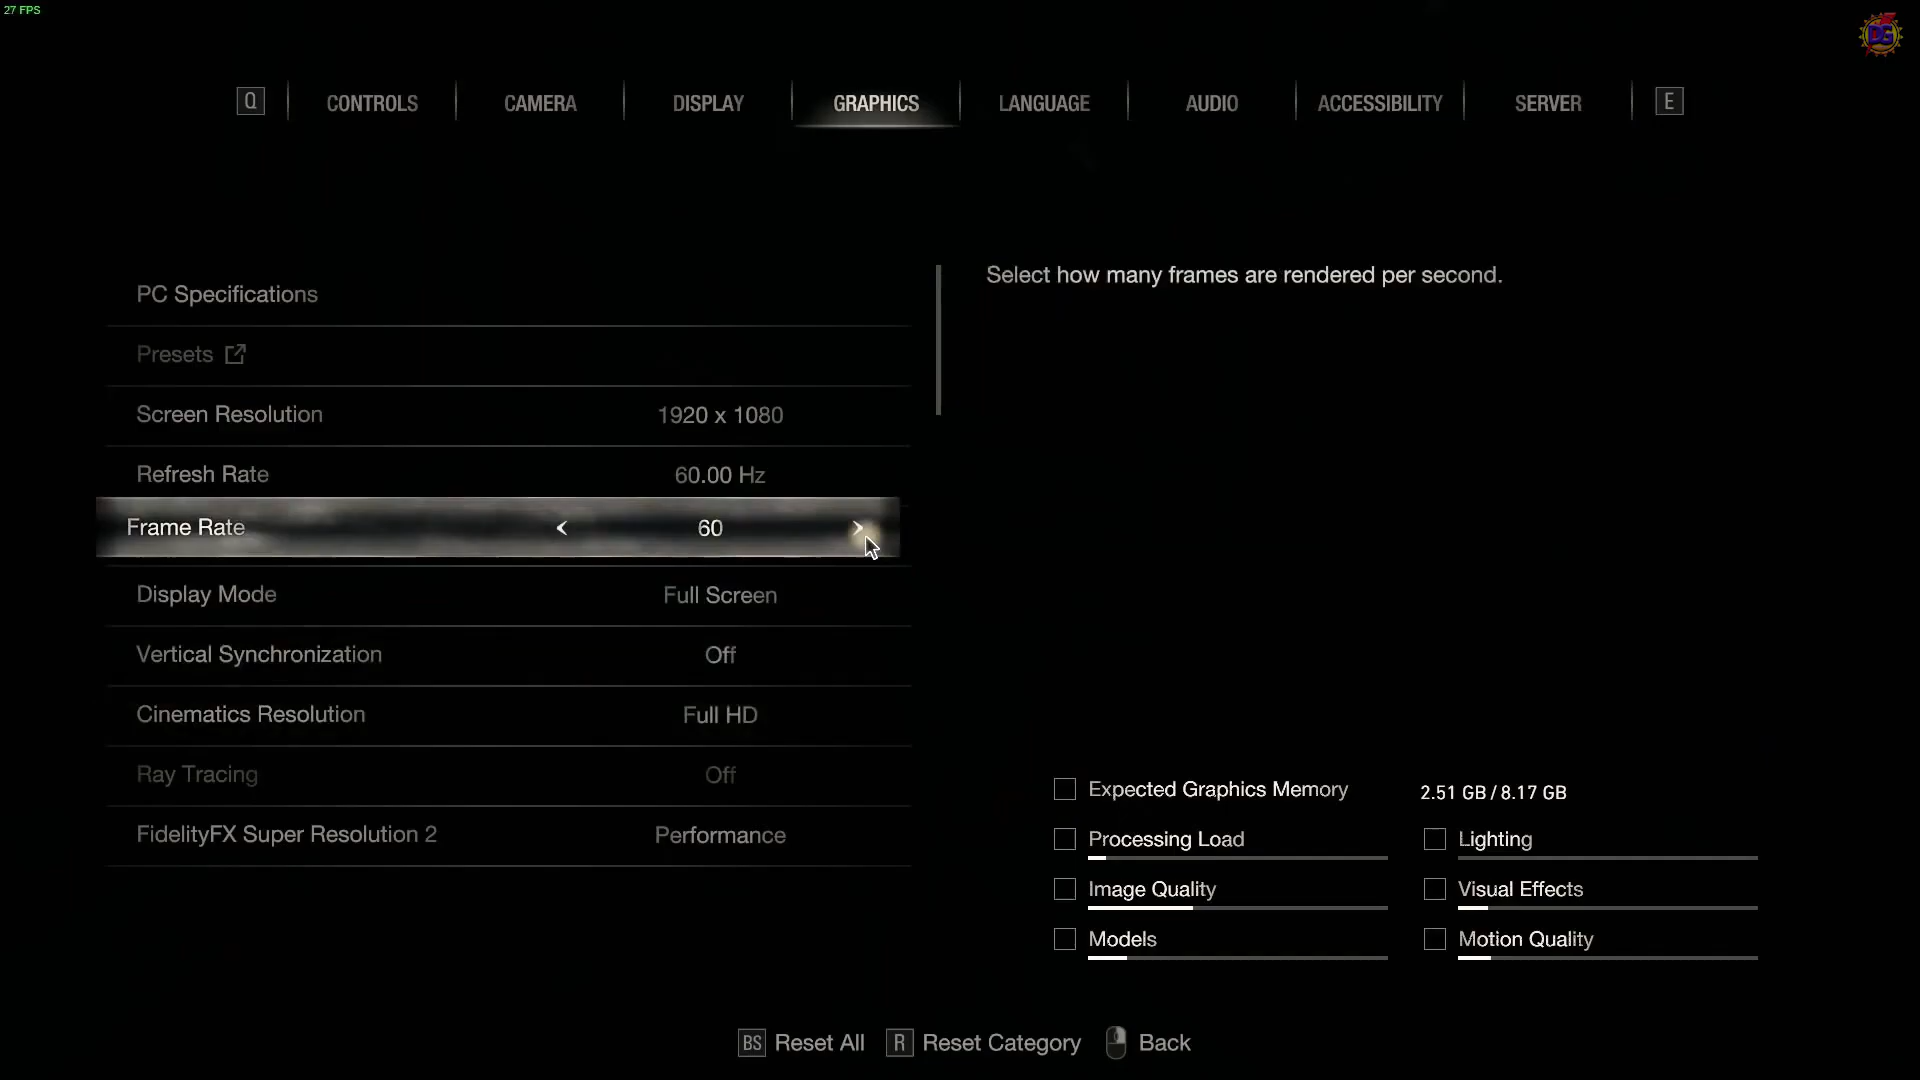 27 FPS
DG
Q CONTROLS CAMERA DISPLAY GRAPHICS LANGUAGE AUDIO ACCESSIBILITY SERVER E
PC Specifications
Presets
Screen Resolution 1920 x 1080
Refresh Rate 60.00 Hz
Frame Rate < 60 >
Display Mode Full Screen
Vertical Synchronization Off
Cinematics Resolution Full HD
Ray Tracing Off
FidelityFX Super Resolution 2 Performance
Select how many frames are rendered per second.
Expected Graphics Memory 2.51 GB / 8.17 GB
Processing Load Lighting
Image Quality Visual Effects
Models Motion Quality
BS Reset All R Reset Category Back